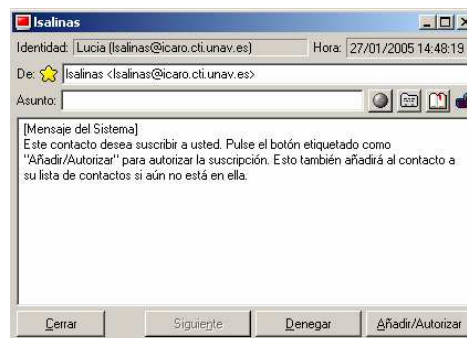 lsalinas
Identidad: Lucia (lsalinas@icaro.cti.unav.es) Hora: 27/01/2005 14:48:19
De: lsalinas <lsalinas@icaro.cti.unav.es>
Asunto:
[Mensaje del Sistema]
Este contacto desea suscribir a usted. Pulse el botón etiquetado como
"Añadir/Autorizar" para autorizar la suscripción. Esto también añadirá al contacto a
su lista de contactos si aún no está en ella.
Cerrar Siguiente Denegar Añadir/Autorizar